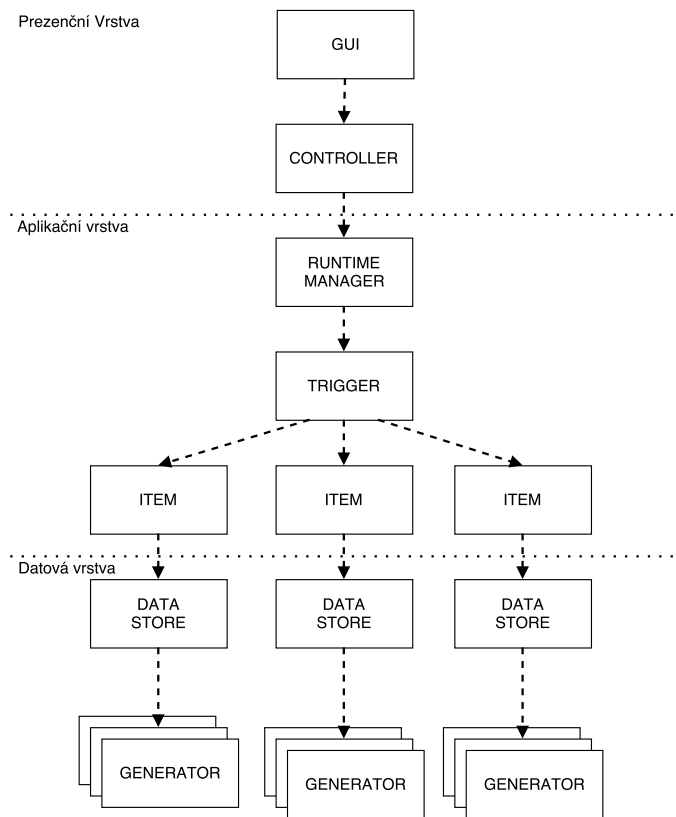 Prezenční Vrstva
GUI
CONTROLLER
Aplikační vrstva
RUNTIME
MANAGER
TRIGGER
ITEM
ITEM
ITEM
Datová vrstva
DATA
STORE
DATA
STORE
DATA
STORE
GENERATOR
GENERATOR
GENERATOR